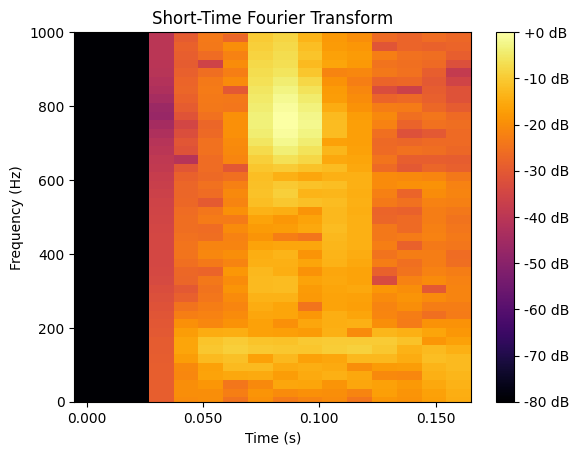 Short-Time Fourier Transform
Frequency (Hz)
1000
800
600
400
200
0
0.000
0.050
0.100
0.150
Time (s)
+0 dB
-10 dB
-20 dB
-30 dB
-40 dB
-50 dB
-60 dB
-70 dB
-80 dB